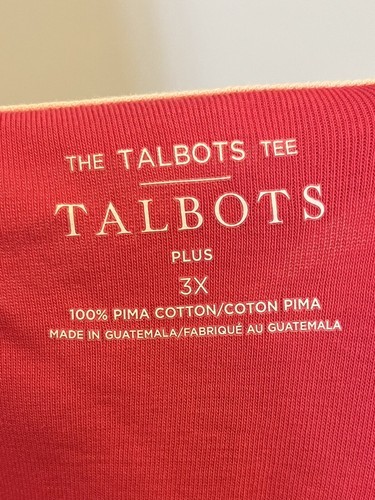 THE TALBOTS TEE
TALBOTS
PLUS
3X
100% PIMA COTTON/COTON PIMA
MADE IN GUATEMALA/FABRIQUÉ AU GUATEMALA